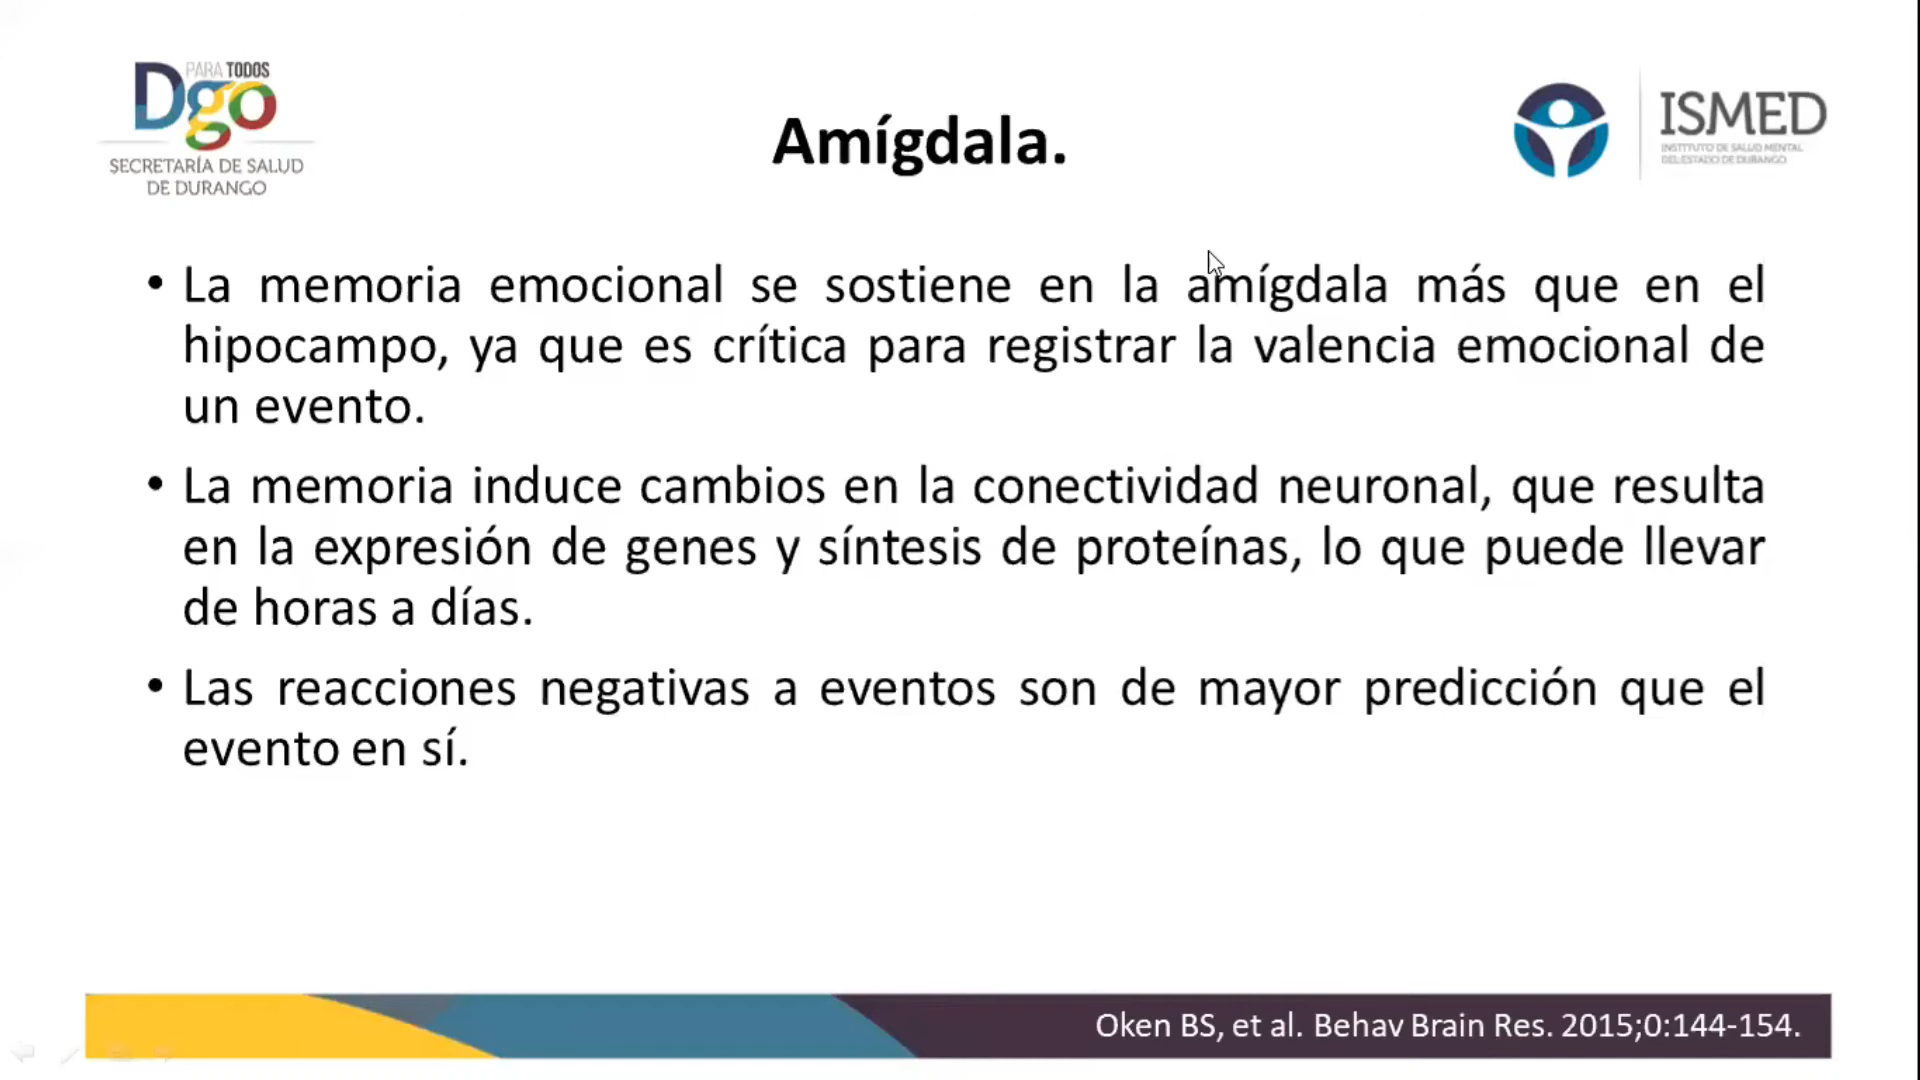 PARA TODOS
Dgo
SECRETARÍA DE SALUD
DE DURANGO
Amígdala.
ISMED
INSTITUTO DE SALUD MENTAL
DEL ESTADO DE DURANGO
• La memoria emocional se sostiene en la amígdala más que en el
hipocampo, ya que es crítica para registrar la valencia emocional de
un evento.
• La memoria induce cambios en la conectividad neuronal, que resulta
en la expresión de genes y síntesis de proteínas, lo que puede llevar
de horas a días.
• Las reacciones negativas a eventos son de mayor predicción que el
evento en sí.
Oken BS, et al. Behav Brain Res. 2015;0:144-154.